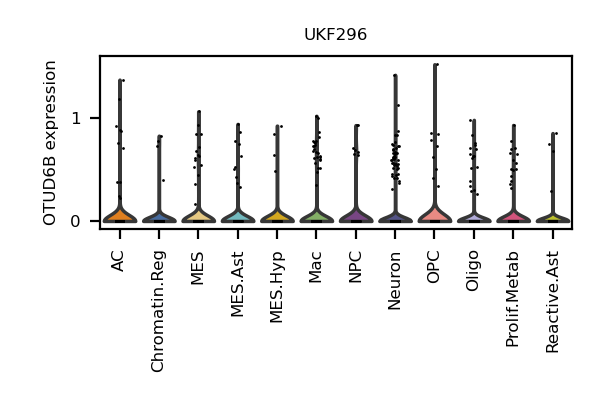 UKF296
OTUD6B expression
1
0
AC
Chromatin.Reg
MES
MES.Ast
MES.Hyp
Mac
NPC
Neuron
OPC
Oligo
Prolif.Metab
Reactive.Ast